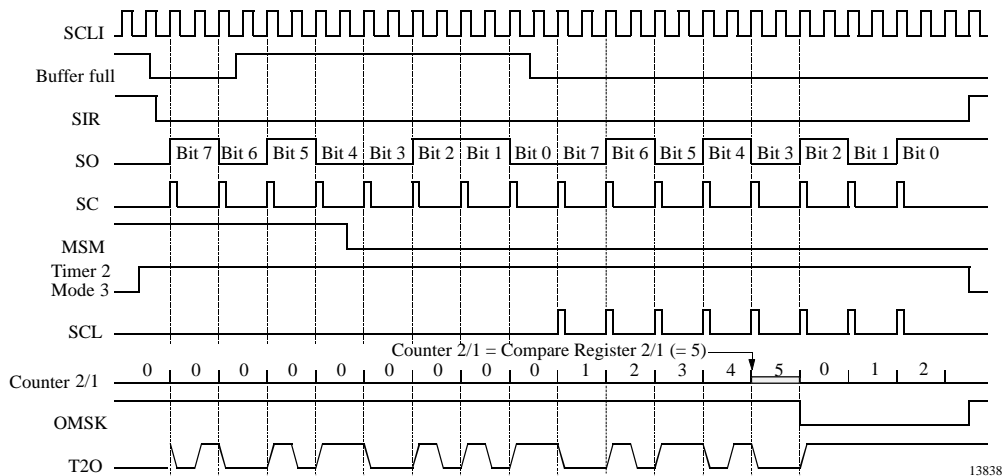 SCLI
Buffer full
SIR
SO Bit 7 Bit 6 Bit 5 Bit 4 Bit 3 Bit 2 Bit 1 Bit 0 Bit 7 Bit 6 Bit 5 Bit 4 Bit 3 Bit 2 Bit 1 Bit 0
SC
MSM
Timer 2
Mode 3
SCL
Counter 2/1 = Compare Register 2/1 (= 5)
Counter 2/1 0 0 0 0 0 0 0 0 0 1 2 3 4 5 0 1 2
OMSK
T2O
13838